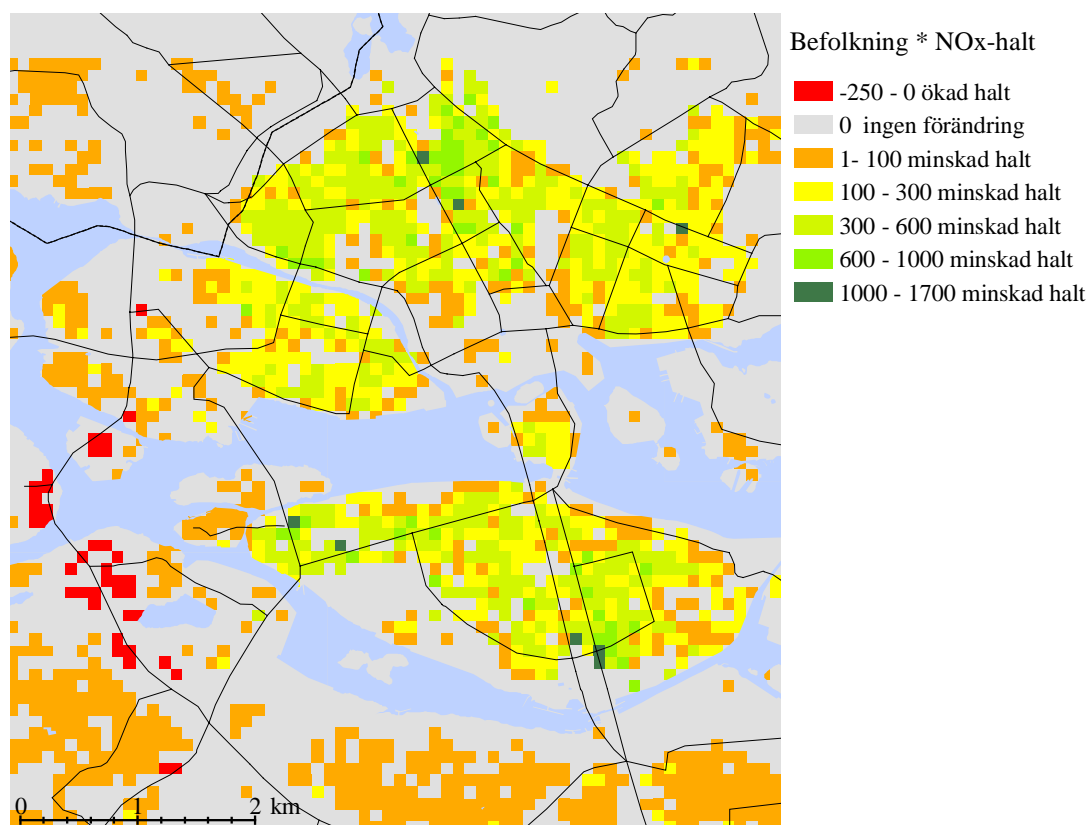 Befolkning * NOx-halt
-250 - 0 ökad halt
0 ingen förändring
1- 100 minskad halt
100 - 300 minskad halt
300 - 600 minskad halt
600 - 1000 minskad halt
1000 - 1700 minskad halt
0 1 2 km